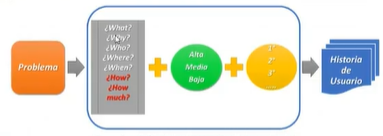 Problema
¿What?
¿Why?
¿Who?
¿Where?
¿When?
¿How?
¿How
much?
Alta
Media
Baja
1°
2°
3°
Historia
de
Usuario